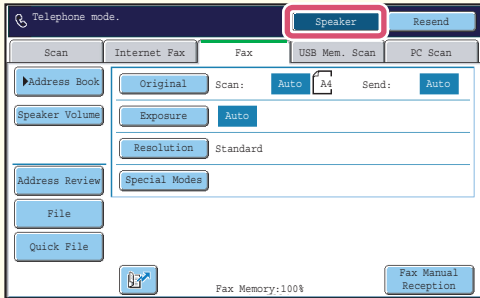 Telephone mode.
Speaker
Resend
Scan
Internet Fax
Fax
USB Mem. Scan
PC Scan
Address Book
Original
Scan:
Auto
A4
Send:
Auto
Speaker Volume
Exposure
Auto
Resolution
Standard
Address Review
Special Modes
File
Quick File
Fax Memory:100%
Fax Manual
Reception